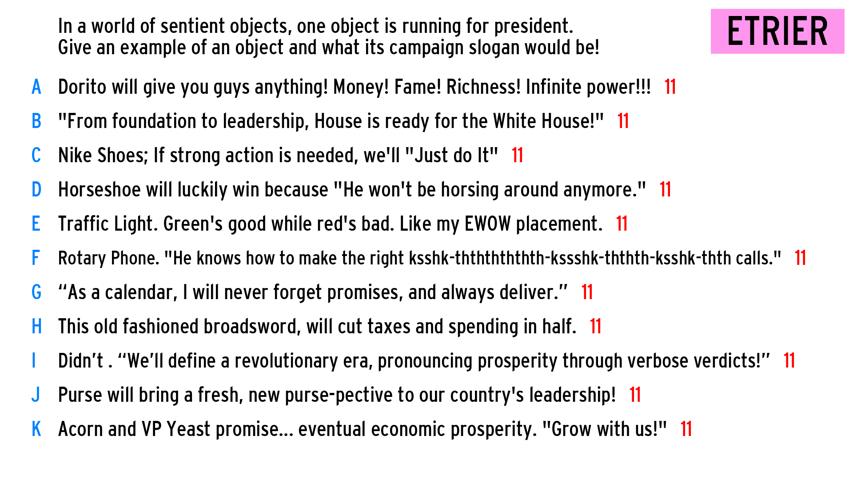 In a world of sentient objects, one object is running for president.
Give an example of an object and what its campaign slogan would be!
ETRIER
A Dorito will give you guys anything! Money! Fame! Richness! Infinite power!!! 11
B "From foundation to leadership, House is ready for the White House!" 11
C Nike Shoes; If strong action is needed, we'll "Just do It" 11
D Horseshoe will luckily win because "He won't be horsing around anymore." 11
E Traffic Light. Green's good while red's bad. Like my EWOW placement. 11
F Rotary Phone. "He knows how to make the right ksshk-thththththth-kssshk-ththth-ksshk-thth calls." 11
G “As a calendar, I will never forget promises, and always deliver.” 11
H This old fashioned broadsword, will cut taxes and spending in half. 11
I Didn’t . “We’ll define a revolutionary era, pronouncing prosperity through verbose verdicts!” 11
J Purse will bring a fresh, new purse-pective to our country's leadership! 11
K Acorn and VP Yeast promise... eventual economic prosperity. "Grow with us!" 11